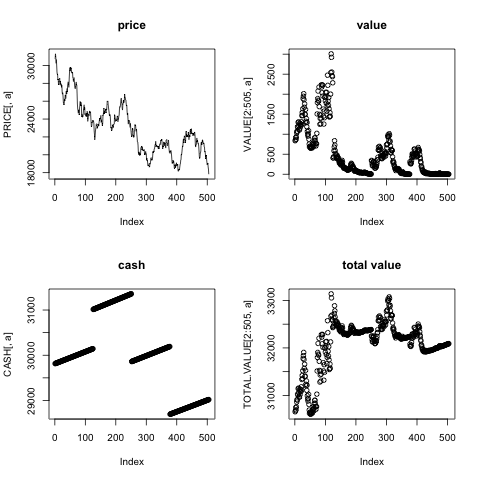 price
PRICE[, a]
18000 24000 30000
0 100 200 300 400 500
Index
value
VALUE[2:505, a]
0 500 1500 3000
0 100 200 300 400 500
Index
cash
CASH[, a]
29000 30000 31000
0 100 200 300 400 500
Index
total value
TOTAL.VALUE[2:505, a]
31000 32000 33000
0 100 200 300 400 500
Index